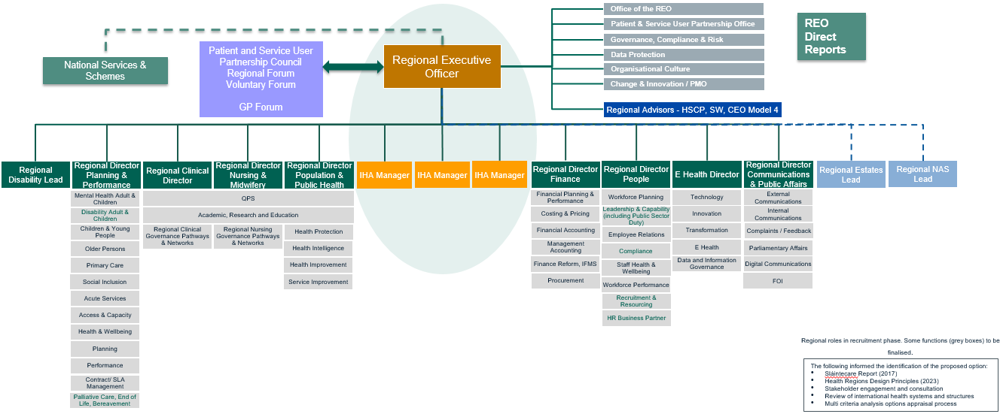 Office of the REO
Patient & Service User Partnership Office
Governance, Compliance & Risk
Data Protection
Organisational Culture
Change & Innovation / PMO
Regional Advisors - HSCP, SW, CEO Model 4
REO
Direct
Reports
National Services &
Schemes
Patient and Service User
Partnership Council
Regional Forum
Voluntary Forum
GP Forum
Regional Executive
Officer
Regional
Disability Lead
Regional Director
Planning &
Performance
Regional Clinical
Director
Regional Director
Nursing &
Midwifery
Regional Director
Population &
Public Health
IHA Manager
IHA Manager
IHA Manager
Regional Director
Finance
Regional Director
People
E Health Director
Regional Director
Communications
& Public Affairs
Regional Estates
Lead
Regional NAS
Lead
Mental Health Adult &
Children
Disability Adult &
Children
Children & Young
People
Older Persons
Primary Care
Social Inclusion
Acute Services
Access & Capacity
Health & Wellbeing
Planning
Performance
Contract/ SLA
Management
Palliative Care, End of
Life, Bereavement
QPS
Academic, Research and Education
Regional Clinical
Governance Pathways
& Networks
Regional Nursing
Governance Pathways
& Networks
Health Protection
Health Intelligence
Health Improvement
Service Improvement
Financial Planning &
Performance
Costing & Pricing
Financial Accounting
Management
Accounting
Finance Reform, IFMS
Procurement
Workforce Planning
Leadership & Capability
(including Public Sector
Duty)
Employee Relations
Compliance
Staff Health &
Wellbeing
Workforce Performance
Recruitment &
Resourcing
HR Business Partner
Technology
Innovation
Transformation
E Health
Data and Information
Governance
External
Communications
Internal
Communications
Complaints / Feedback
Parliamentary Affairs
Digital Communications
FOI
Regional roles in recruitment phase. Some functions (grey boxes) to be
finalised.
The following informed the identification of the proposed option:
• Sláintecare Report (2017)
• Health Regions Design Principles (2023)
• Stakeholder engagement and consultation
• Review of international health systems and structures
• Multi criteria analysis options appraisal process